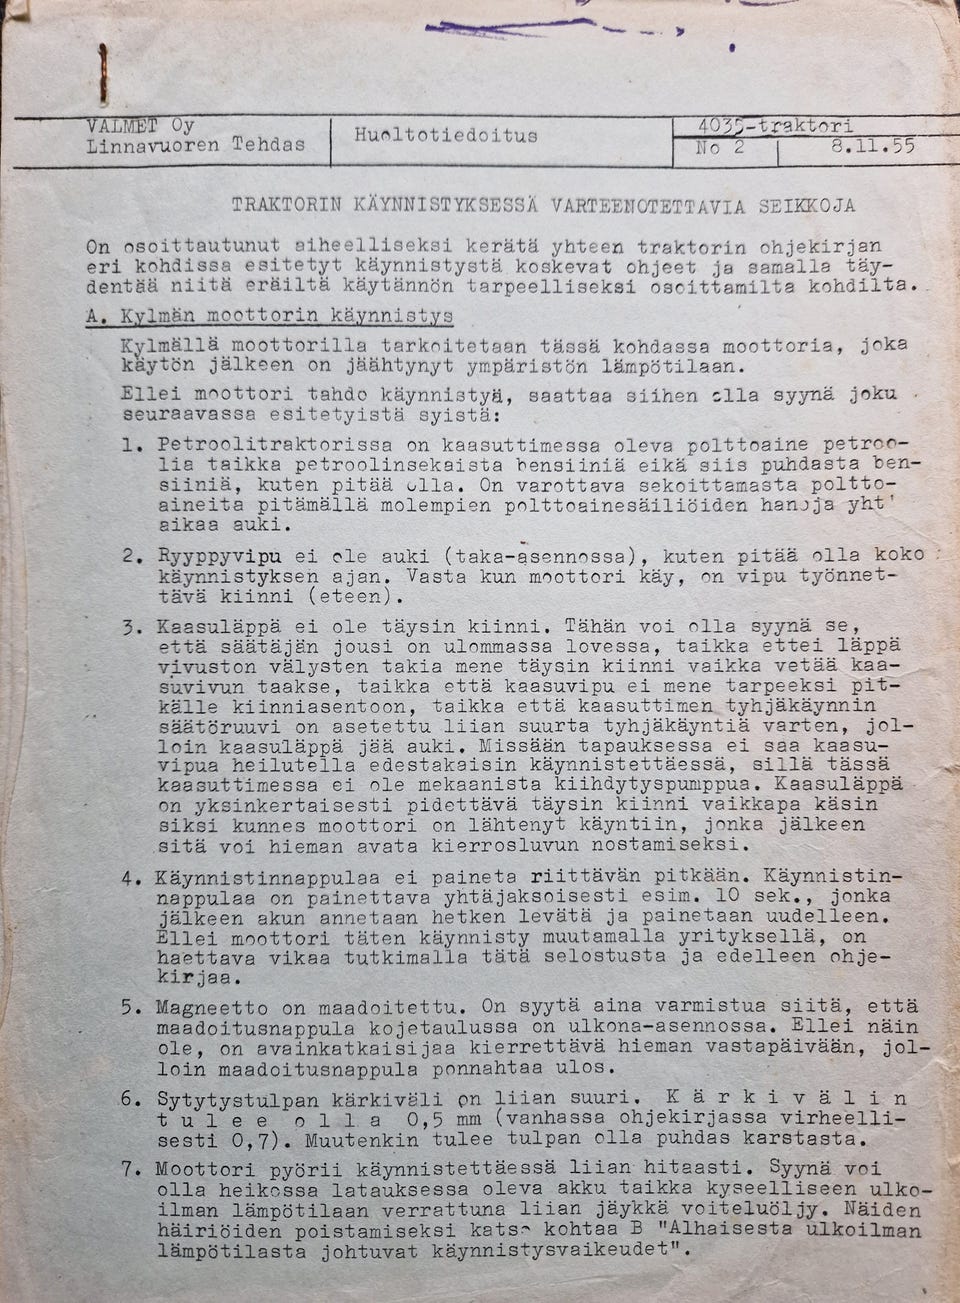 VALMET Oy
Linnavuoren Tehdas
Huoltotiedoitus
4035-traktori
No 2
8.11.55
TRAKTORIN KÄYNNISTYKSESSÄ VARTEENOTETTAVIA SEIKKOJA
On osoittautunut aiheelliseksi kerätä yhteen traktorin ohjekirjan
eri kohdissa esitetyt käynnistystä koskevat ohjeet ja samalla täy-
dentää niitä eräiltä käytännön tarpeelliseksi osoittamilta kohdilta.
A. Kylmän moottorin käynnistys
Kylmällä moottorilla tarkoitetaan tässä kohdassa moottoria, joka
käytön jälkeen on jäähtynyt ympäristön lämpötilaan.
Ellei moottori tahdo käynnistyä, saattaa siihen olla syynä joku
seuraavassa esitetyistä syistä:
1. Petroolitraktorissa on kaasuttimessa oleva polttoaine petroo-
lia taikka petroolinsekaista bensiiniä eikä siis puhdasta ben-
siiniä, kuten pitää olla. On varottava sekoittamasta poltto-
aineita pitämällä molempien polttoainesäiliöiden hanoja yht'
aikaa auki.
2. Ryyppyvipu ei ole auki (taka-asennossa), kuten pitää olla koko
käynnistyksen ajan. Vasta kun moottori käy, on vipu työnnet-
tävä kiinni (eteen).
3. Kaasuläppä ei ole täysin kiinni. Tähän voi olla syynä se,
että säätäjän jousi on ulommassa lovessa, taikka ettei läppä
vivuston välysten takia mene täysin kiinni vaikka vetää kaa-
suvivun taakse, taikka että kaasuvipu ei mene tarpeeksi pit-
källe kiinniasentoon, taikka että kaasuttimen tyhjäkäynnin
säätöruuvi on asetettu liian suurta tyhjäkäyntiä varten, jol-
loin kaasuläppä jää auki. Missään tapauksessa ei saa kaasu-
vipua heilutella edestakaisin käynnistettäessä, sillä tässä
kaasuttimessa ei ole mekaanista kiihdytyspumppua. Kaasuläppä
on yksinkertaisesti pidettävä täysin kiinni vaikkapa käsin
siksi kunnes moottori on lähtenyt käyntiin, jonka jälkeen
sitä voi hieman avata kierrosluvun nostamiseksi.
4. Käynnistinnappulaa ei paineta riittävän pitkään. Käynnistin-
nappulaa on painettava yhtäjaksoisesti esim. 10 sek., jonka
jälkeen akun annetaan hetken levätä ja painetaan uudelleen.
Ellei moottori täten käynnisty muutamalla yrityksellä, on
haettava vikaa tutkimalla tätä selostusta ja edelleen ohje-
kirjaa.
5. Magneetto on maadoitettu. On syytä aina varmistua siitä, että
maadoitusnappula kojetaulussa on ulkona-asennossa. Ellei näin
ole, on avainkatkaisijaa kierrettävä hieman vastapäivään, jol-
loin maadoitusnappula ponnahtaa ulos.
6. Sytytystulpan kärkiväli on liian suuri. K ä r k i v ä l i n
t u l e e o l l a 0,5 mm (vanhassa ohjekirjassa virheelli-
sesti 0,7). Muutenkin tulee tulpan olla puhdas karstasta.
7. Moottori pyörii käynnistettäessä liian hitaasti. Syynä voi
olla heikossa latauksessa oleva akku taikka kyseelliseen ulko-
ilman lämpötilaan verrattuna liian jäykkä voiteluöljy. Näiden
häiriöiden poistamiseksi kats. kohtaa B "Alhaisesta ulkoilman
lämpötilasta johtuvat käynnistysvaikeudet".